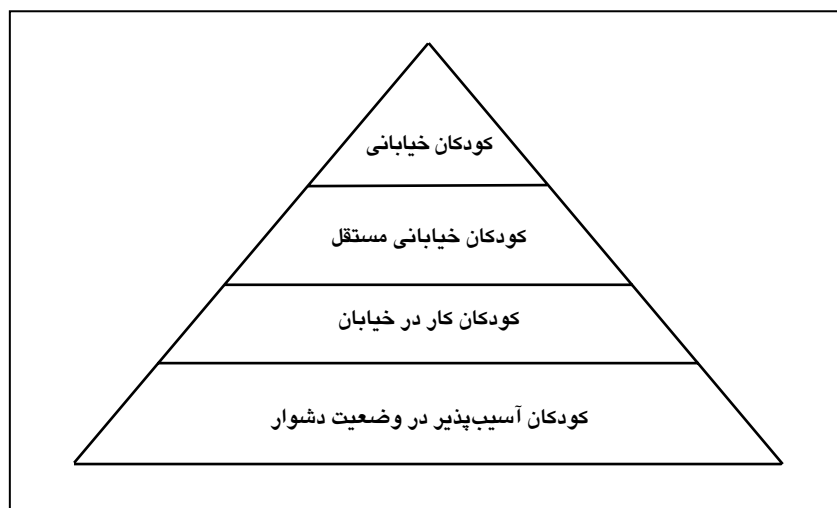 کودکان خیابانی
کودکان خیابانی مستقل
کودکان کار در خیابان
کودکان آسیب‌پذیر در وضعیت دشوار